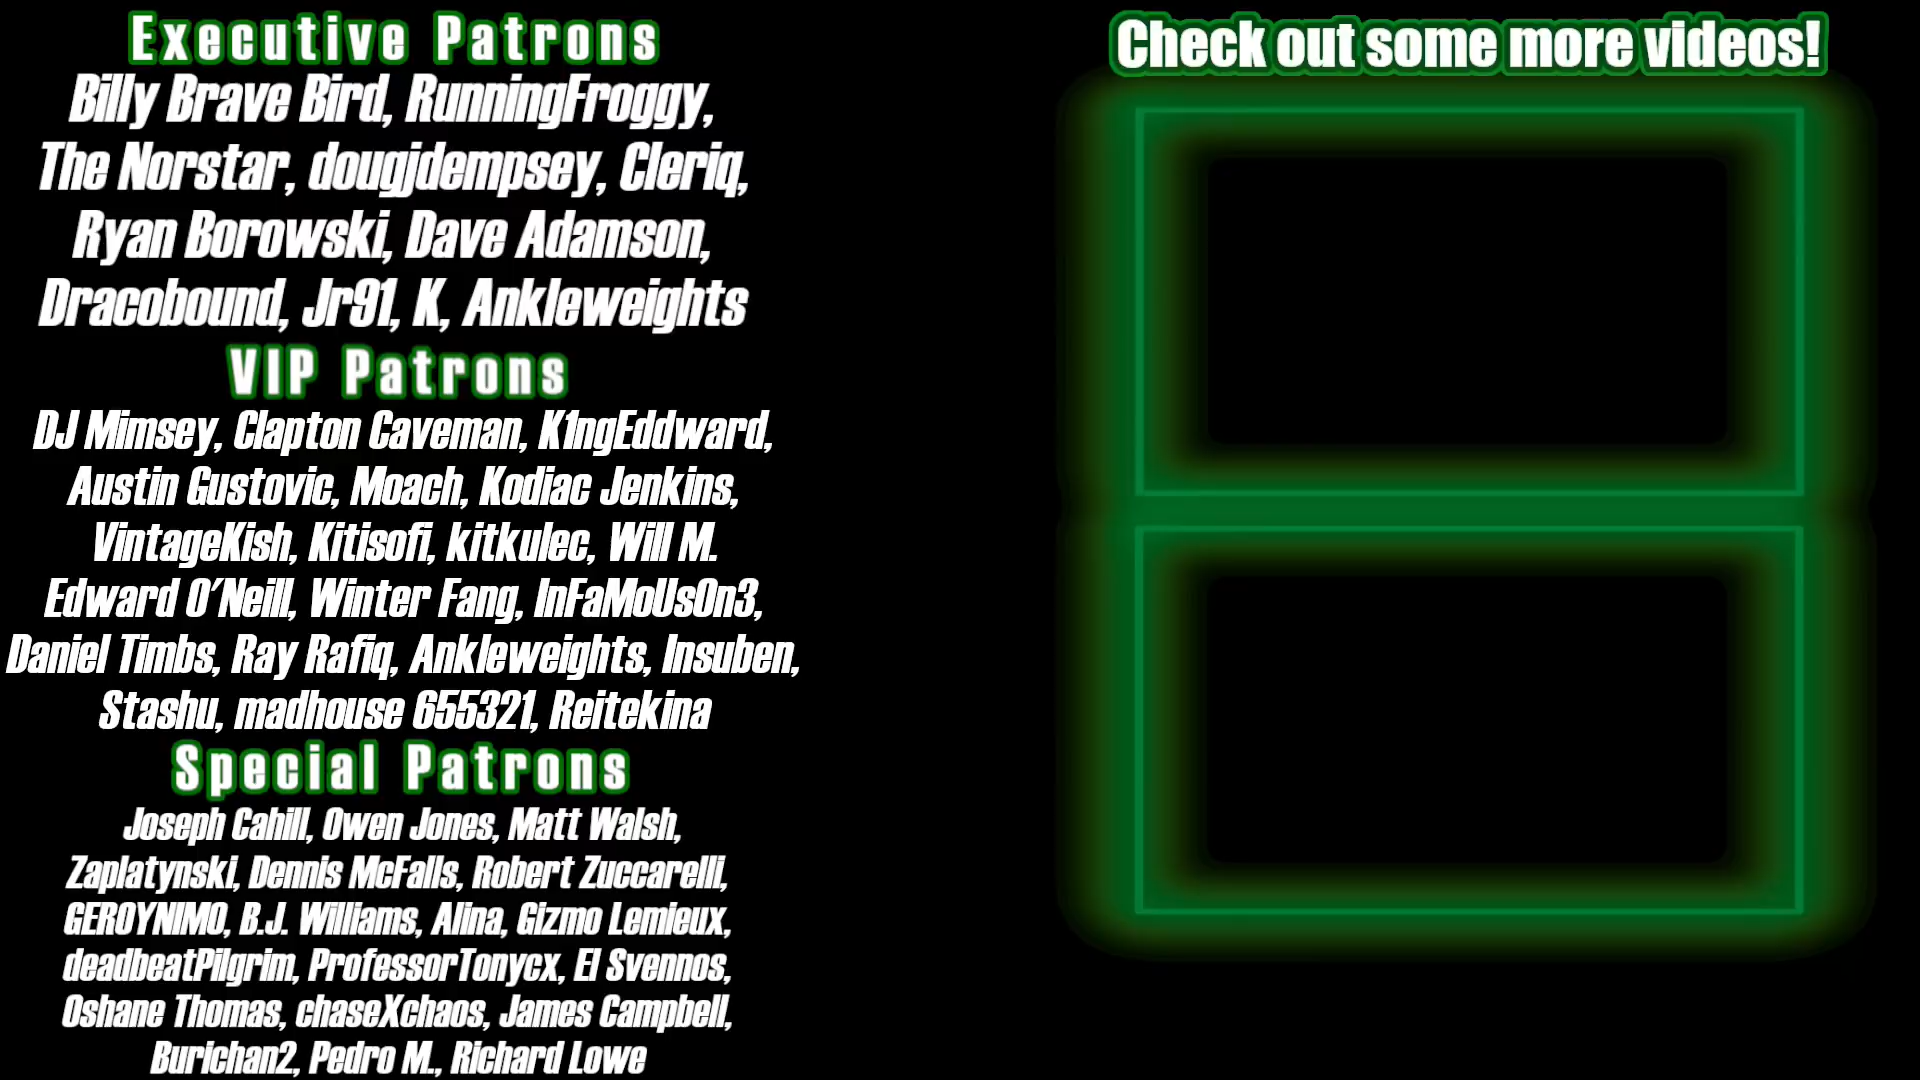 Executive Patrons
Billy Brave Bird, RunningFroggy,
The Norstar, dougjdempsey, Cleriq,
Ryan Borowski, Dave Adamson,
Dracobound, Jr91, K, Ankleweights
VIP Patrons
DJ Mimsey, Clapton Caveman, K1ngEddward,
Austin Gustovic, Moach, Kodiac Jenkins,
VintageKish, Kitisofi, kitkulec, Will M.
Edward O'Neill, Winter Fang, InFaMoUsOn3,
Daniel Timbs, Ray Rafiq, Ankleweights, Insuben,
Stashu, madhouse 655321, Reitekina
Special Patrons
Joseph Cahill, Owen Jones, Matt Walsh,
Zaplatynski, Dennis McFalls, Robert Zuccarelli,
GEROYNIMO, B.J. Williams, Alina, Gizmo Lemieux,
deadbeatPilgrim, ProfessorTonycx, El Svennos,
Oshane Thomas, chaseXchaos, James Campbell,
Burichan2, Pedro M., Richard Lowe
Check out some more videos!